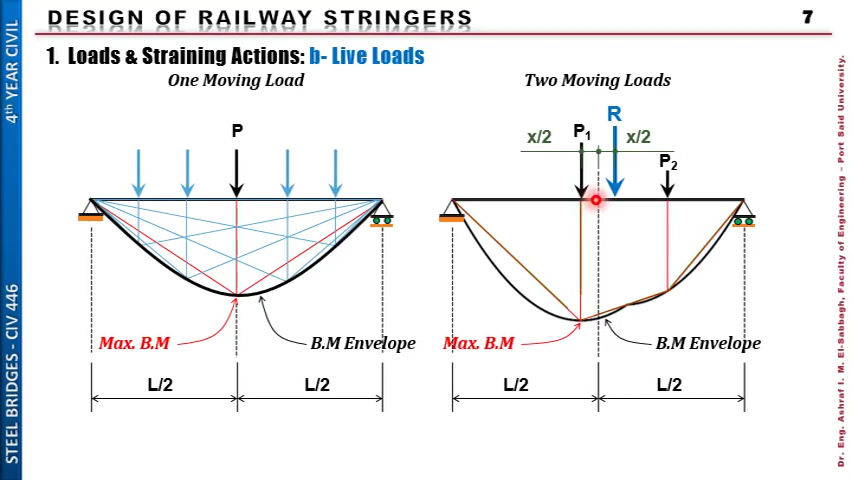 DESIGN OF RAILWAY STRINGERS
7
1. Loads & Straining Actions: b- Live Loads
One Moving Load
Two Moving Loads
P
x/2
P1
R
x/2
P2
Max. B.M
B.M Envelope
Max. B.M
B.M Envelope
L/2
L/2
L/2
L/2
4th YEAR CIVIL
STEEL BRIDGES - CIV 446
Dr. Eng. Ashraf I. M. El-Sabbagh, Faculty of Engineering – Port Said University.